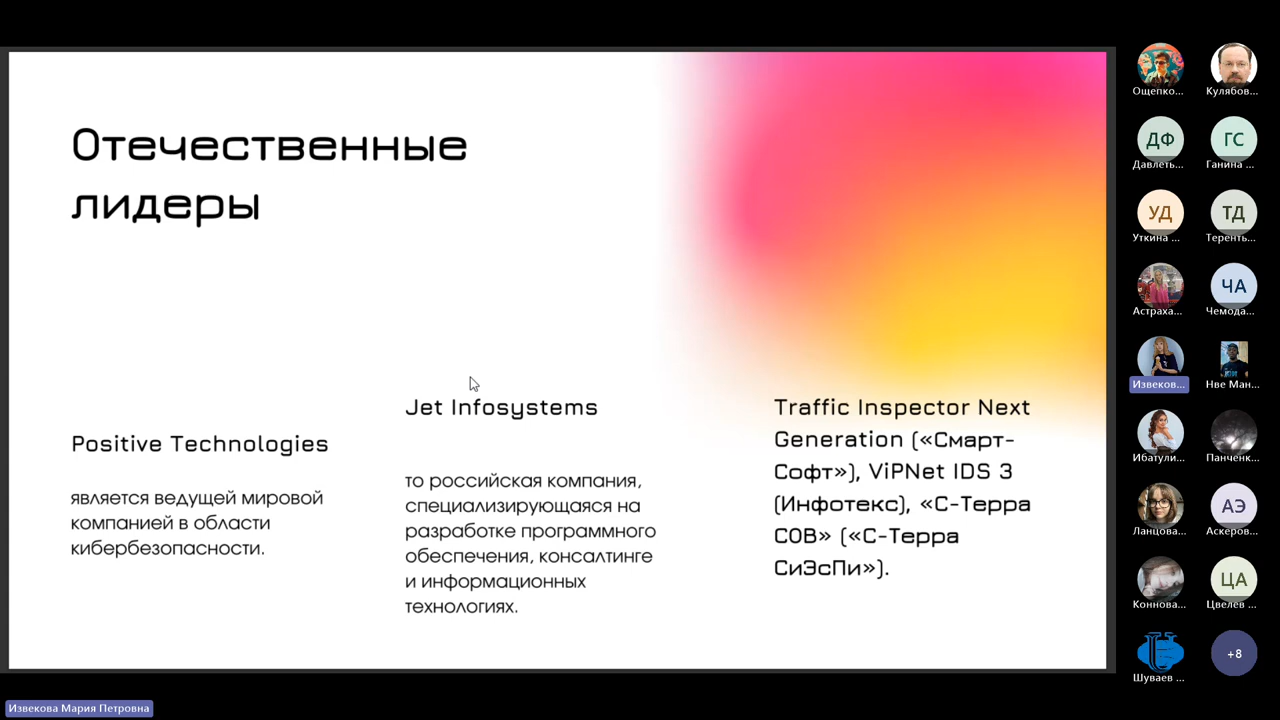 Отечественные
лидеры
Positive Technologies
является ведущей мировой
компанией в области
кибербезопасности.
Jet Infosystems
то российская компания,
специализирующаяся на
разработке программного
обеспечения, консалтинге
и информационных
технологиях.
Traffic Inspector Next
Generation («Смарт-
Софт»), ViPNet IDS 3
(Инфотекс), «С-Терра
СОВ» («С-Терра
СиЭсПи»).
Ощепко...
Кулябов...
ДФ
ГС
Давлеть...
Ганина ...
УД
ТД
Уткина ...
Теренть...
ЧА
Астраха...
Чемода...
Извеков...
Нве Ман...
Ибатули...
Панченк...
АЭ
Ланцова...
Аскеров...
ЦА
Коннова...
Цвелев ...
+8
Шуваев ...
Извекова Мария Петровна